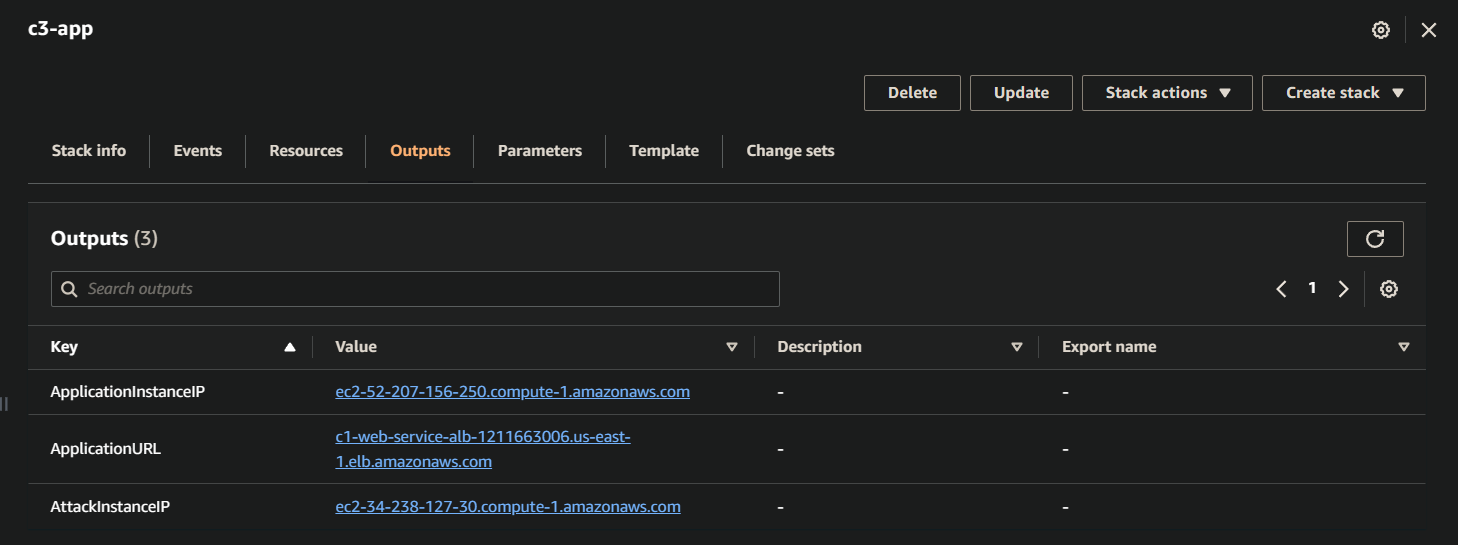 c3-app
Delete Update Stack actions Create stack
Stack info Events Resources Outputs Parameters Template Change sets
Outputs (3)
Search outputs
1
Key Value Description Export name
ApplicationInstanceIP ec2-52-207-156-250.compute-1.amazonaws.com - -
c1-web-service-alb-1211663006.us-east-
ApplicationURL - -
1.elb.amazonaws.com
AttackInstanceIP ec2-34-238-127-30.compute-1.amazonaws.com - -